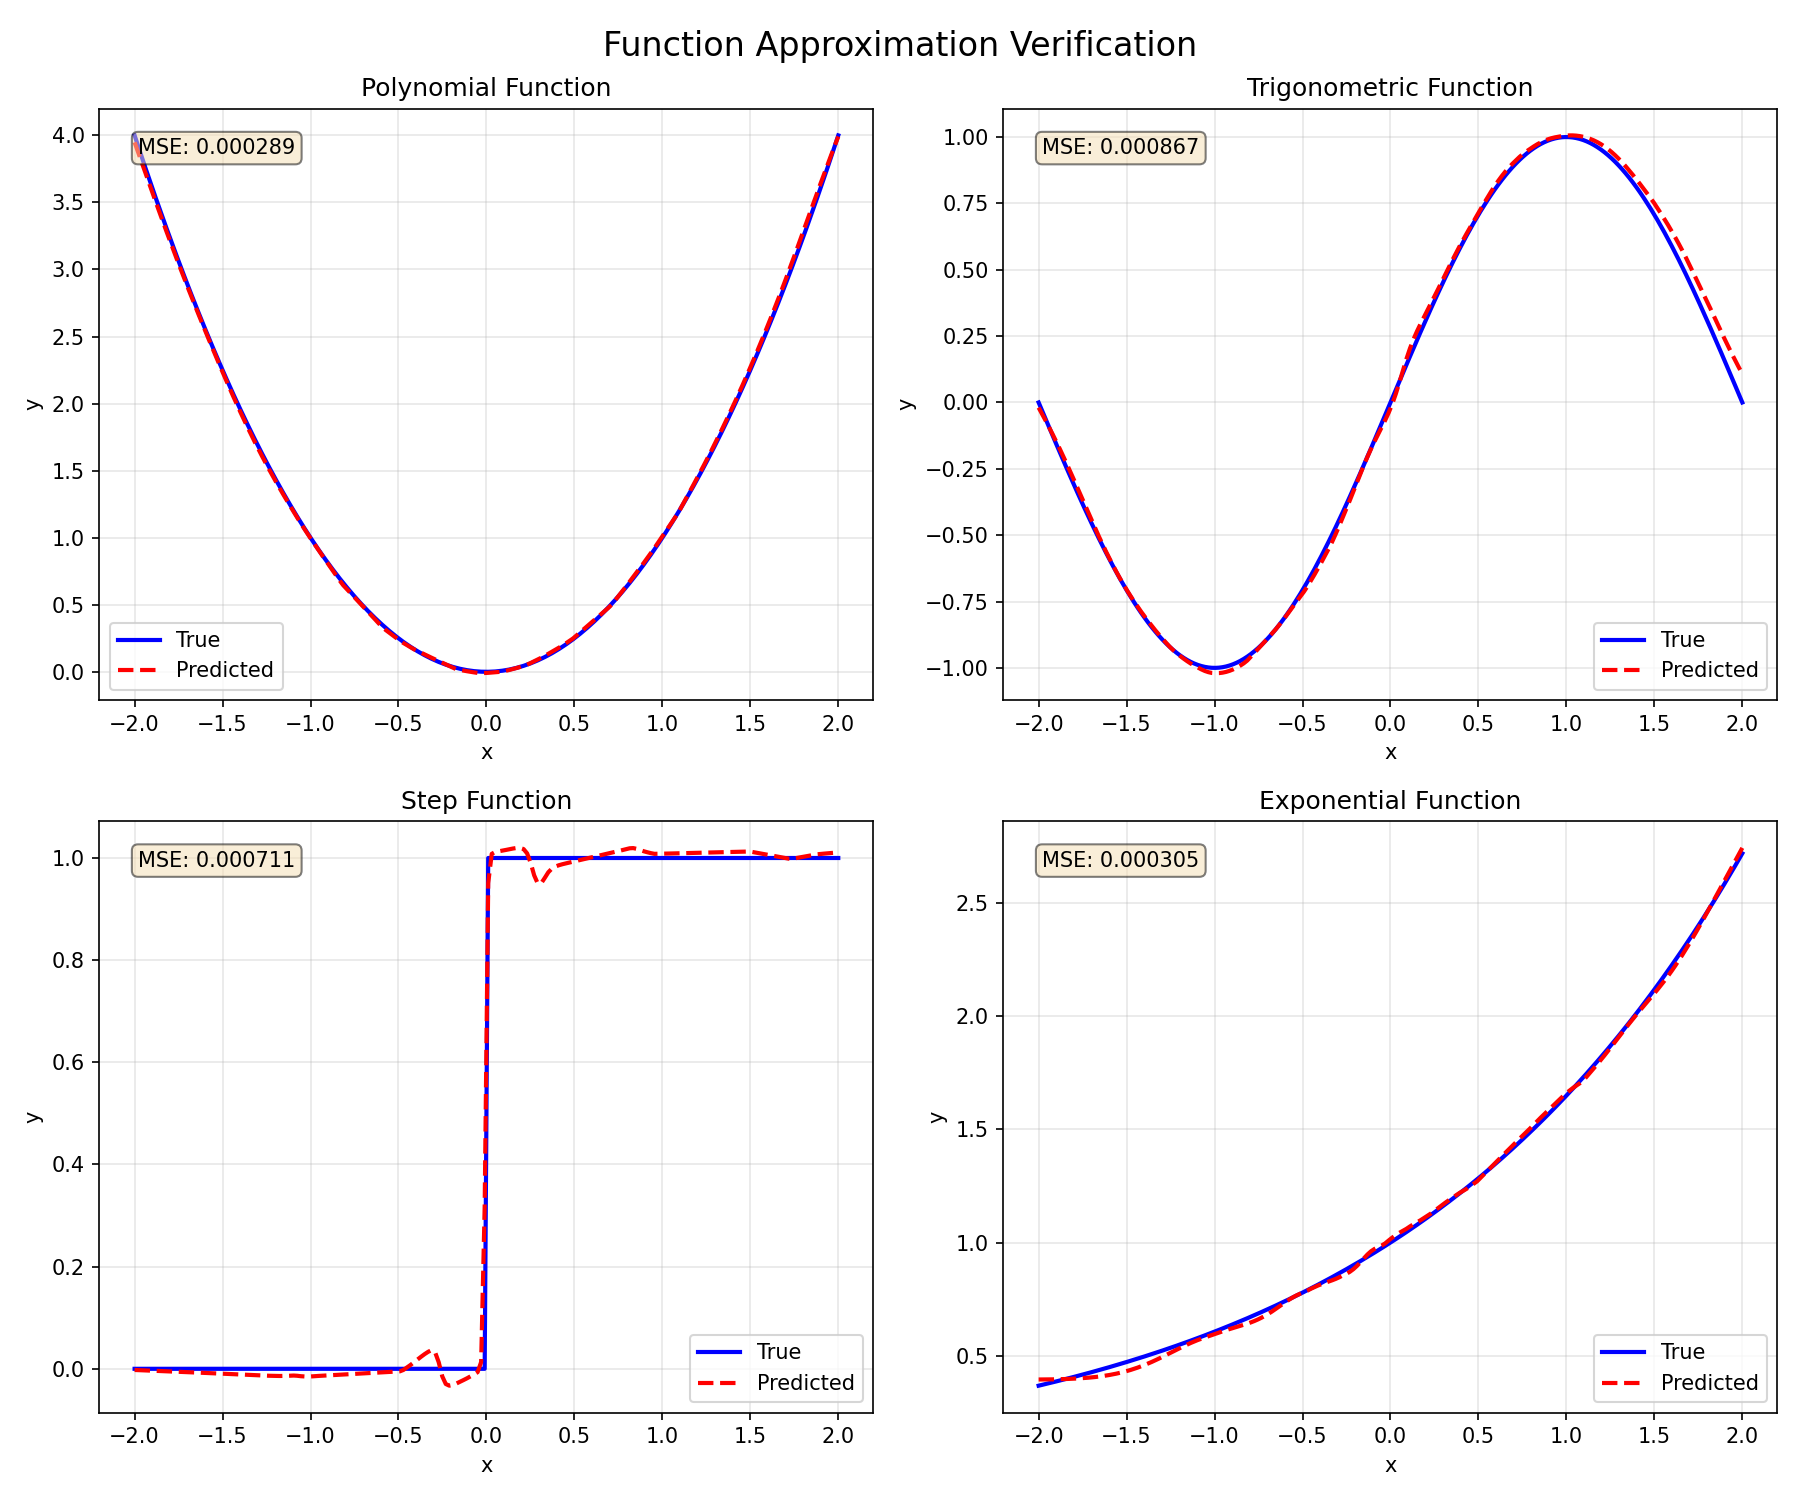 Function Approximation Verification
Polynomial Function
MSE: 0.000289
4.0
3.5
3.0
2.5
2.0
1.5
1.0
0.5
0.0
y
True
Predicted
−2.0 −1.5 −1.0 −0.5 0.0 0.5 1.0 1.5 2.0
x
Trigonometric Function
MSE: 0.000867
1.00
0.75
0.50
0.25
0.00
−0.25
−0.50
−0.75
−1.00
y
True
Predicted
−2.0 −1.5 −1.0 −0.5 0.0 0.5 1.0 1.5 2.0
x
Step Function
MSE: 0.000711
1.0
0.8
0.6
0.4
0.2
0.0
y
True
Predicted
−2.0 −1.5 −1.0 −0.5 0.0 0.5 1.0 1.5 2.0
x
Exponential Function
MSE: 0.000305
2.5
2.0
1.5
1.0
0.5
y
True
Predicted
−2.0 −1.5 −1.0 −0.5 0.0 0.5 1.0 1.5 2.0
x